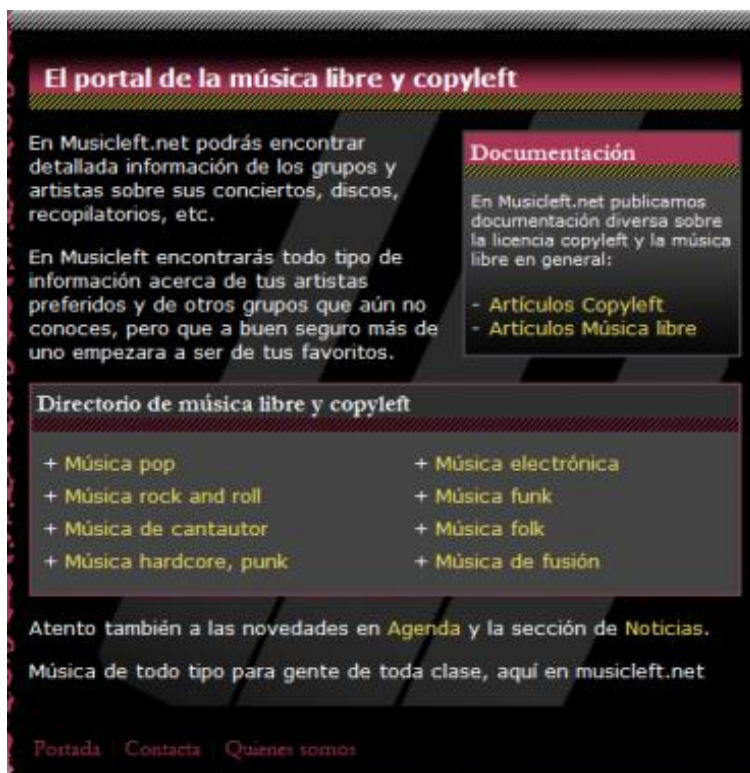 El portal de la música libre y copyleft
En Musicleft.net podrás encontrar
detallada información de los grupos y
artistas sobre sus conciertos, discos,
recopilatorios, etc.
En Musicleft encontrarás todo tipo de
información acerca de tus artistas
preferidos y de otros grupos que aún no
conoces, pero que a buen seguro más de
uno empezara a ser de tus favoritos.
Documentación
En Musicleft.net publicamos
documentación diversa sobre
la licencia copyleft y la música
libre en general:
- Artículos Copyleft
- Artículos Música libre
Directorio de música libre y copyleft
+ Música pop
+ Música rock and roll
+ Música de cantautor
+ Música hardcore, punk
+ Música electrónica
+ Música funk
+ Música folk
+ Música de fusión
Atento también a las novedades en Agenda y la sección de Noticias.
Música de todo tipo para gente de toda clase, aquí en musicleft.net
Portada | Contacta | Quienes somos